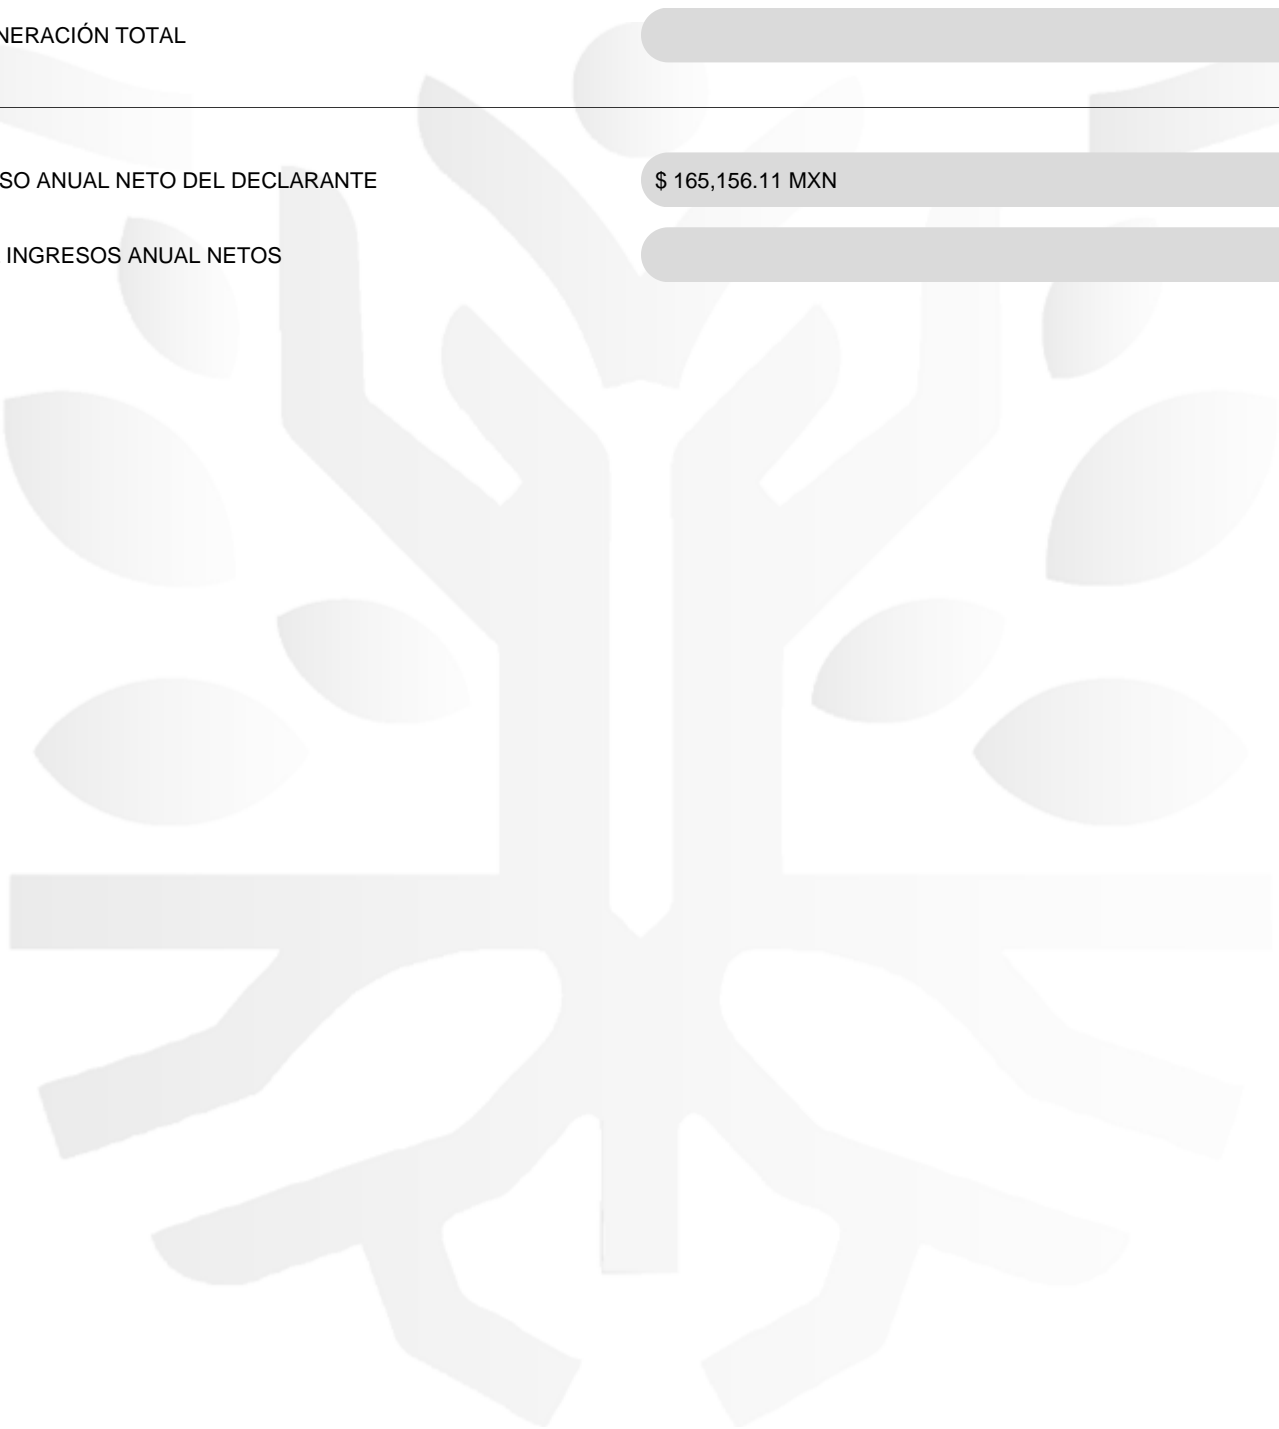 NERACIÓN TOTAL
SO ANUAL NETO DEL DECLARANTE $ 165,156.11 MXN
INGRESOS ANUAL NETOS